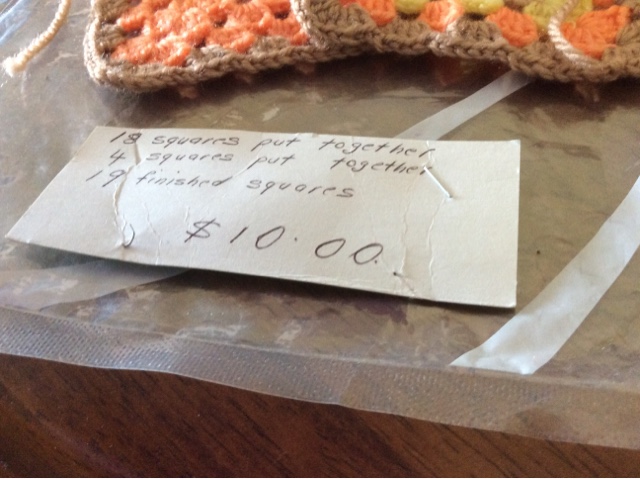 18 squares put together
4 squares put together
19 finished squares
$10.00.